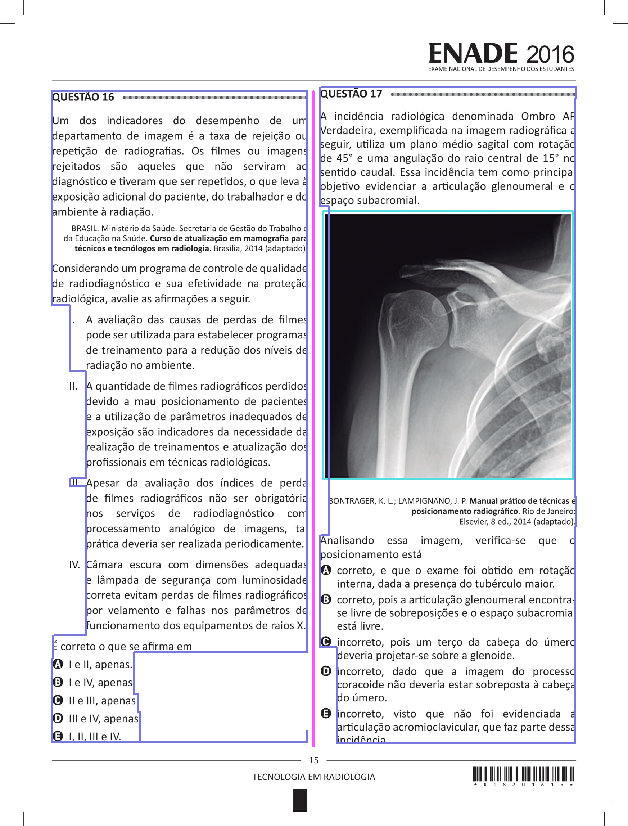 ENADE 2016
EXAME NACIONAL DE DESEMPENHO DOS ESTUDANTES
QUESTÃO 16
Um dos indicadores do desempenho de um
departamento de imagem é a taxa de rejeição ou
repetição de radiografias. Os filmes ou imagens
rejeitados são aqueles que não serviram ao
diagnóstico e tiveram que ser repetidos, o que leva à
exposição adicional do paciente, do trabalhador e do
ambiente à radiação.
BRASIL. Ministério da Saúde. Secretaria de Gestão do Trabalho e
da Educação na Saúde. Curso de atualização em mamografia para
técnicos e tecnólogos em radiologia. Brasília, 2014 (adaptado)
Considerando um programa de controle de qualidade
de radiodiagnóstico e sua efetividade na proteção
radiológica, avalie as afirmações a seguir.
I. A avaliação das causas de perdas de filmes
pode ser utilizada para estabelecer programas
de treinamento para a redução dos níveis de
radiação no ambiente.
II. A quantidade de filmes radiográficos perdidos
devido a mau posicionamento de pacientes
e a utilização de parâmetros inadequados de
exposição são indicadores da necessidade da
realização de treinamentos e atualização dos
profissionais em técnicas radiológicas.
III. Apesar da avaliação dos índices de perda
de filmes radiográficos não ser obrigatória
nos serviços de radiodiagnóstico com
processamento analógico de imagens, tal
prática deveria ser realizada periodicamente.
IV. Câmara escura com dimensões adequadas
e lâmpada de segurança com luminosidade
correta evitam perdas de filmes radiográficos
por velamento e falhas nos parâmetros de
funcionamento dos equipamentos de raios X.
É correto o que se afirma em
A I e II, apenas.
B I e IV, apenas
C II e III, apenas
D III e IV, apenas
E I, II, III e IV.
QUESTÃO 17
A incidência radiológica denominada Ombro AP
Verdadeira, exemplificada na imagem radiográfica a
seguir, utiliza um plano médio sagital com rotação
de 45° e uma angulação do raio central de 15° no
sentido caudal. Essa incidência tem como principal
objetivo evidenciar a articulação glenoumeral e o
espaço subacromial.
BONTRAGER, K. L.; LAMPIGNANO, J. P. Manual prático de técnicas e
posicionamento radiográfico. Rio de Janeiro:
Elsevier, 8 ed., 2014 (adaptado).
Analisando essa imagem, verifica-se que o
posicionamento está
A correto, e que o exame foi obtido em rotação
interna, dada a presença do tubérculo maior.
B correto, pois a articulação glenoumeral encontra-
se livre de sobreposições e o espaço subacromial
está livre.
C incorreto, pois um terço da cabeça do úmero
deveria projetar-se sobre a glenoide.
D incorreto, dado que a imagem do processo
coracoide não deveria estar sobreposta à cabeça
do úmero.
E incorreto, visto que não foi evidenciada a
articulação acromioclavicular, que faz parte dessa
incidência
15
TECNOLOGIA EM RADIOLOGIA